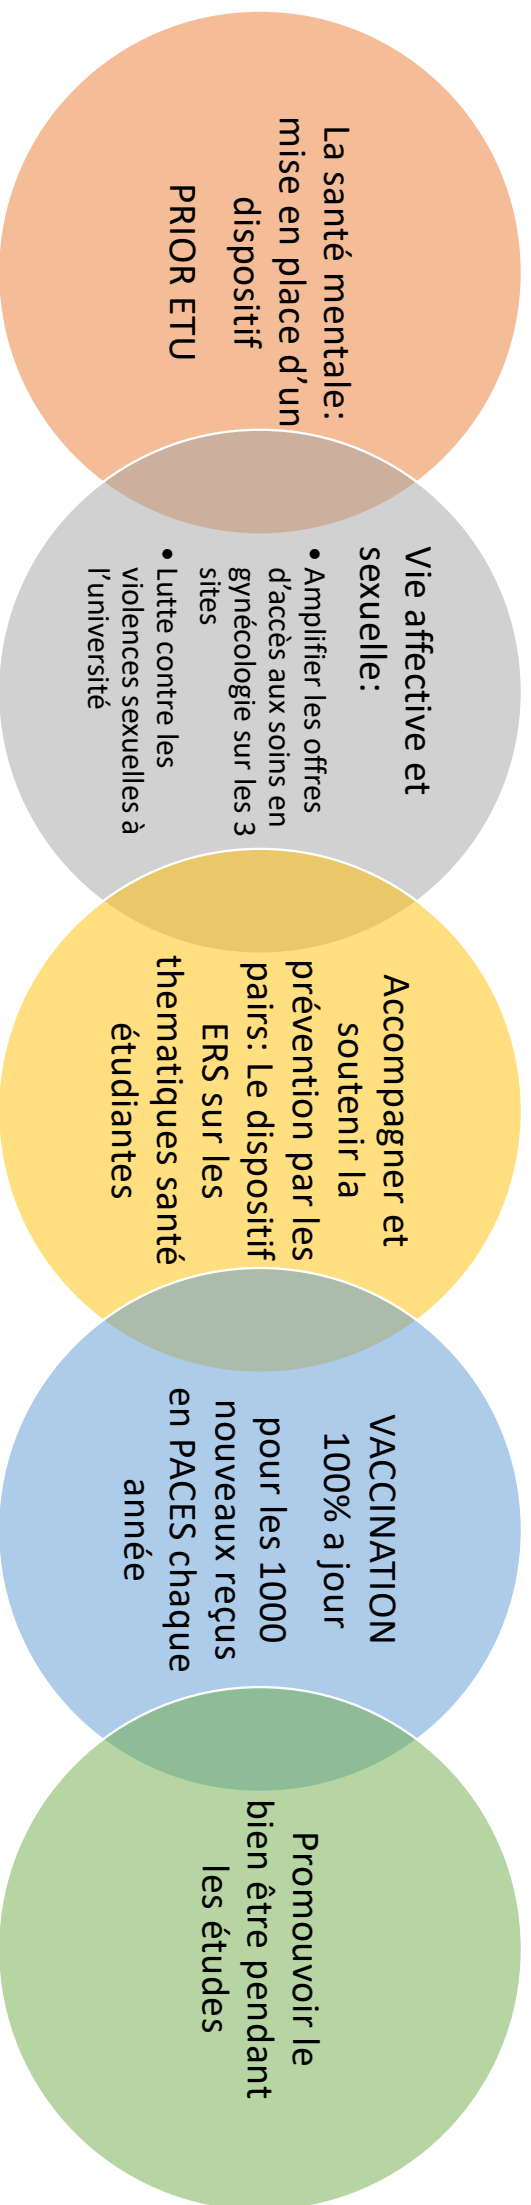 La santé mentale:
mise en place d’un
dispositif
PRIOR ETU
Vie affective et
sexuelle:
• Amplifier les offres
d’accès aux soins en
gynécologie sur les 3
sites
• Lutte contre les
violences sexuelles à
l’université
Accompagner et
soutenir la
prévention par les
pairs: Le dispositif
ERS sur les
thematiques santé
étudiantes
VACCINATION
100% a jour
pour les 1000
nouveaux reçus
en PACES chaque
année
Promouvoir le
bien être pendant
les études